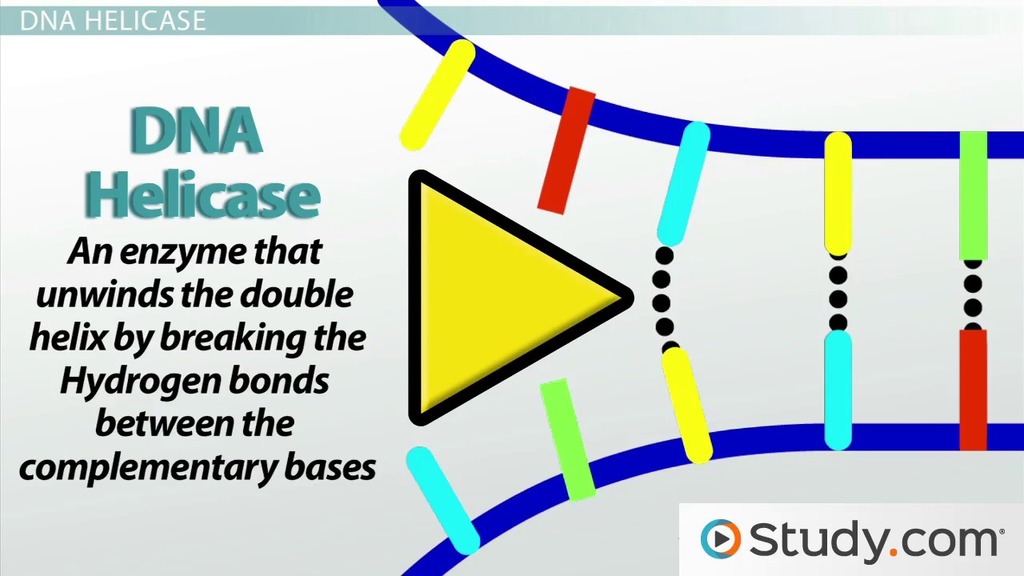 DNA HELICASE
DNA
Helicase
An enzyme that
unwinds the double
helix by breaking the
Hydrogen bonds
between the
complementary bases
Study.com®